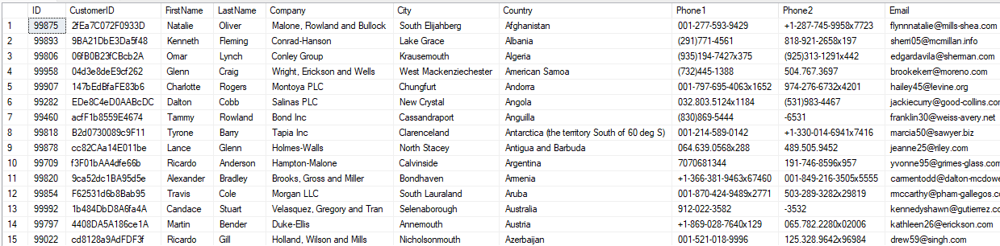 ID CustomerID FirstName LastName Company City Country Phone1 Phone2 Email
1 99875 2fEa7C072F0933D Natalie Oliver Malone, Rowland and Bullock South Elijahberg Afghanistan 001-277-593-9429 +1-287-745-9958x7723 flynnnatalie@mills-shea.com
2 99893 9BA21DbE3Da5f48 Kenneth Fleming Conrad-Hanson Lake Grace Albania (291)771-4561 818-921-2658x197 sherri05@mcmillan.info
3 99806 06fB0B23fCBcb2A Omar Lynch Conley Group Krausemouth Algeria (935)194-7427x375 (925)313-1291x442 edgardavila@sherman.com
4 99958 04d3e8deE9cf262 Glenn Craig Wright, Erickson and Wells West Mackenziechester American Samoa (732)445-1388 504.767.3697 brookekerr@moreno.com
5 99907 147bEdBfaFE83b6 Charlotte Rogers Montoya PLC Chungfurt Andorra 001-797-695-4063x1652 974-276-6732x4201 hailey45@levine.org
6 99282 EDe8C4eD0AABcDC Dalton Cobb Salinas PLC New Crystal Angola 032.803.5124x1184 (531)983-4467 jackiecurry@good-collins.con
7 99460 acfF1b8559E4674 Tammy Rowland Bond Inc Cassandraport Anguilla (830)869-5444 -6531 franklin30@weiss-avery.net
8 99818 B2d0730089c9F11 Tyrone Barry Tapia Inc Clarenceland Antarctica (the territory South of 60 deg S) 001-214-589-0142 +1-330-014-6941x7416 marcia50@sawyer.biz
9 99878 cc82CAa14E011be Lance Glenn Holmes-Walls North Stacey Antigua and Barbuda 064.639.0568x288 489.505.9452 jeanne25@riley.com
10 99709 f3F01bAA4dfe66b Ricardo Anderson Hampton-Malone Calvinside Argentina 7070681344 191-746-8596x957 yvonne95@grimes-glass.com
11 99820 9ca52dc1BA95d5e Alexander Bradley Brooks, Gross and Miller Bondhaven Armenia +1-366-381-9463x67460 001-849-216-3505x5555 carmentodd@dalton-mcdowe
12 99854 F62531d6b8Bab95 Travis Cole Morgan LLC South Lauraland Aruba 001-870-424-9489x2771 503-289-3282x29819 rmccarthy@pham-gallegos.c
13 99992 1b484DbD8A6fa4A Candace Stuart Velasquez, Gregory and Tran Selenaborough Australia 912-022-3582 -3532 kennedyshawn@gutierrez.co
14 99797 4408DA5A186ce1A Martin Bender Duke-Ellis Annemouth Austria +1-869-028-7640x129 065.782.2280x02006 kathleen26@erickson.com
15 99022 cd8128a9AdFDF3f Ricardo Gill Holland, Wilson and Mills Nicholsonmouth Azerbaijan 001-521-018-9996 125.328.9642x96984 drew59@singh.com